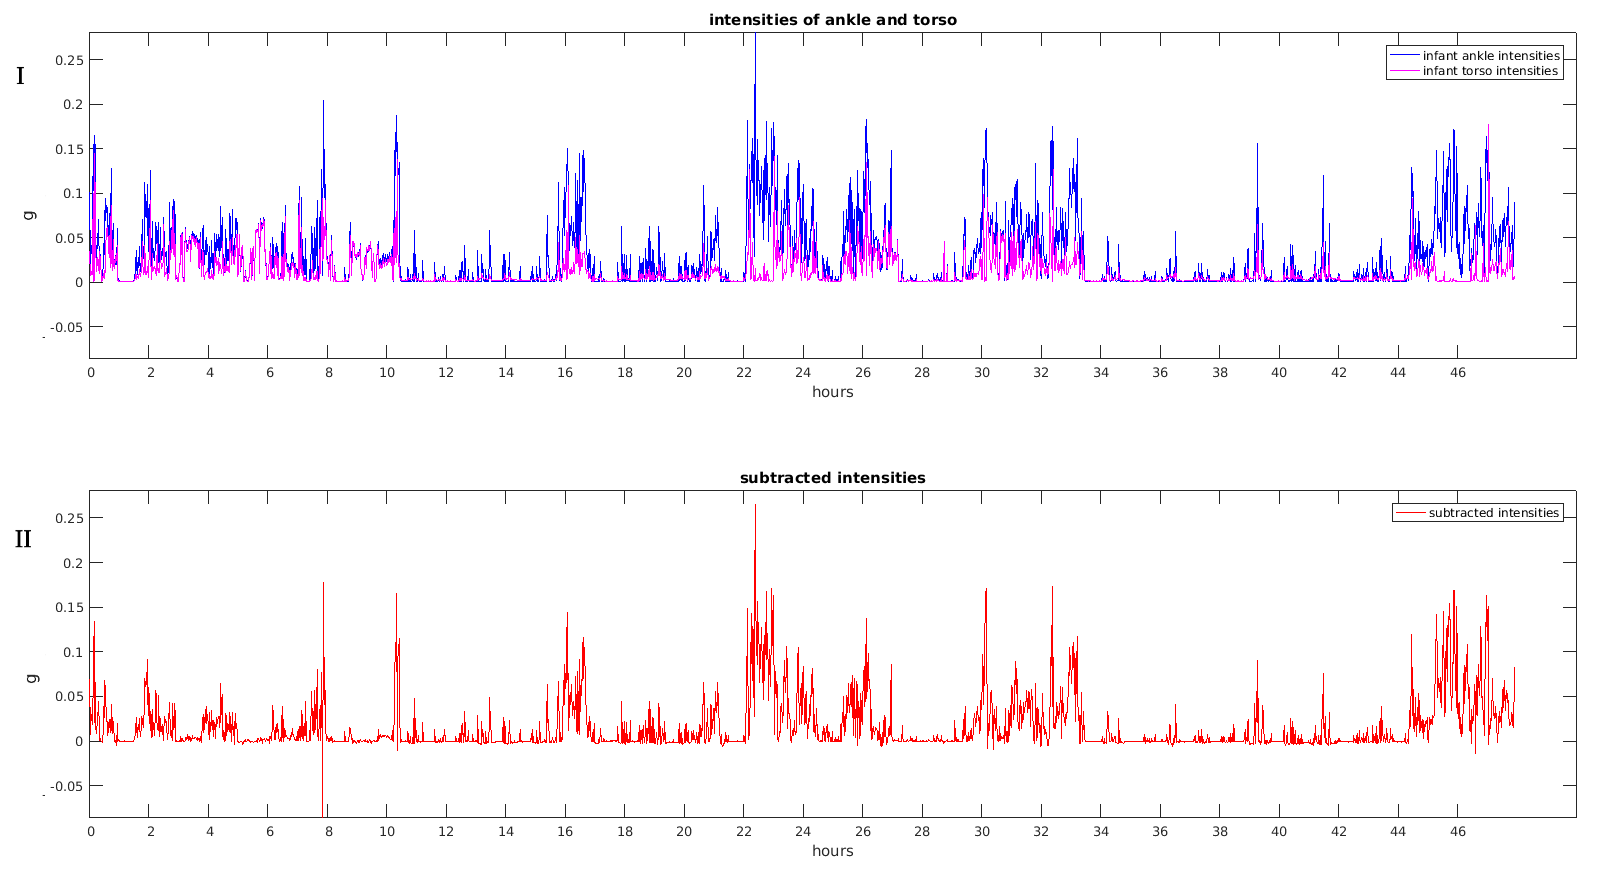 intensities of ankle and torso
I
infant ankle intensities
infant torso intensities
0.25
0.2
0.15
0.1
0.05
0
-0.05
g
0 2 4 6 8 10 12 14 16 18 20 22 24 26 28 30 32 34 36 38 40 42 44 46
hours
subtracted intensities
II
subtracted intensities
0.25
0.2
0.15
0.1
0.05
0
-0.05
g
0 2 4 6 8 10 12 14 16 18 20 22 24 26 28 30 32 34 36 38 40 42 44 46
hours